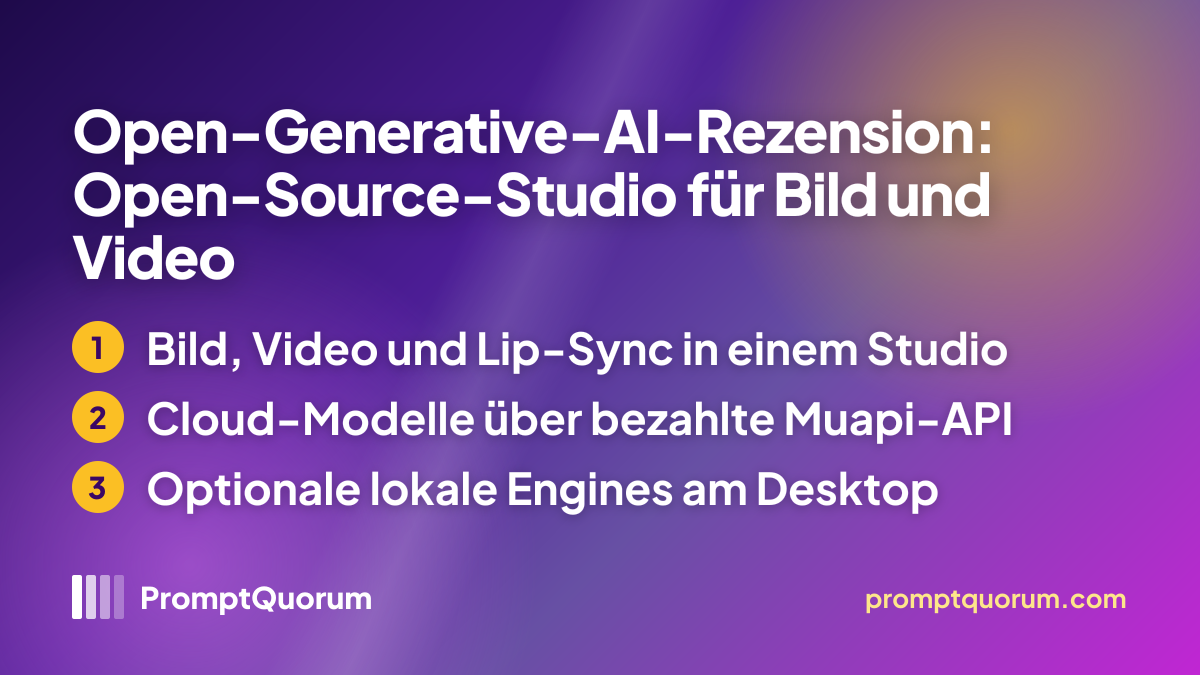 Open-Generative-AI-Rezension:
Open-Source-Studio für Bild und
Video
1 Bild, Video und Lip-Sync in einem Studio
2 Cloud-Modelle über bezahlte Muapi-API
3 Optionale lokale Engines am Desktop
PromptQuorum
promptquorum.com